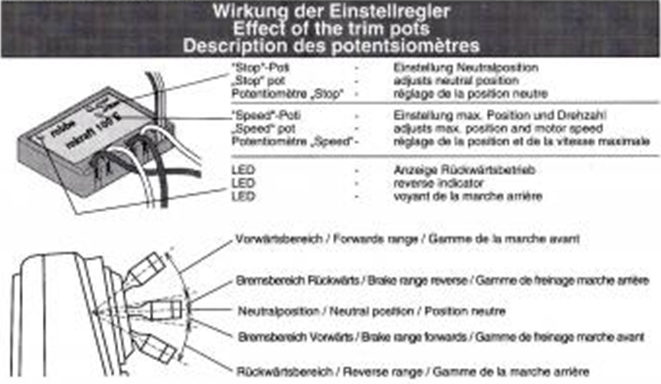 Wirkung der Einstellregler
Effect of the trim pots
Description des potentsiomètres
"Stop"-Poti - Einstellung Neutralposition
„Stop" pot - adjusts neutral position
Potentiomètre „Stop" - réglage de la position neutre
"Speed"-Poti - Einstellung max. Position und Drehzahl
„Speed" pot - adjusts max. position and motor speed
Potentiomètre „Speed"- réglage de la position et de la vitesse maximale
LED - Anzeige Rückwärtsbetrieb
LED - reverse indicator
LED - voyant de la marche arrière
robbe
rokraft 100 S
Vorwärtsbereich / Forwards range / Gamme de la marche avant
Bremsbereich Rückwärts / Brake range reverse / Gamme de freinage marche arrière
Neutralposition / Neutral position / Position neutre
Bremsbereich Vorwärts / Brake range forwards / Gamme de freinage marche avant
Rückwärtsbereich / Reverse range / Gamme de la marche arrière